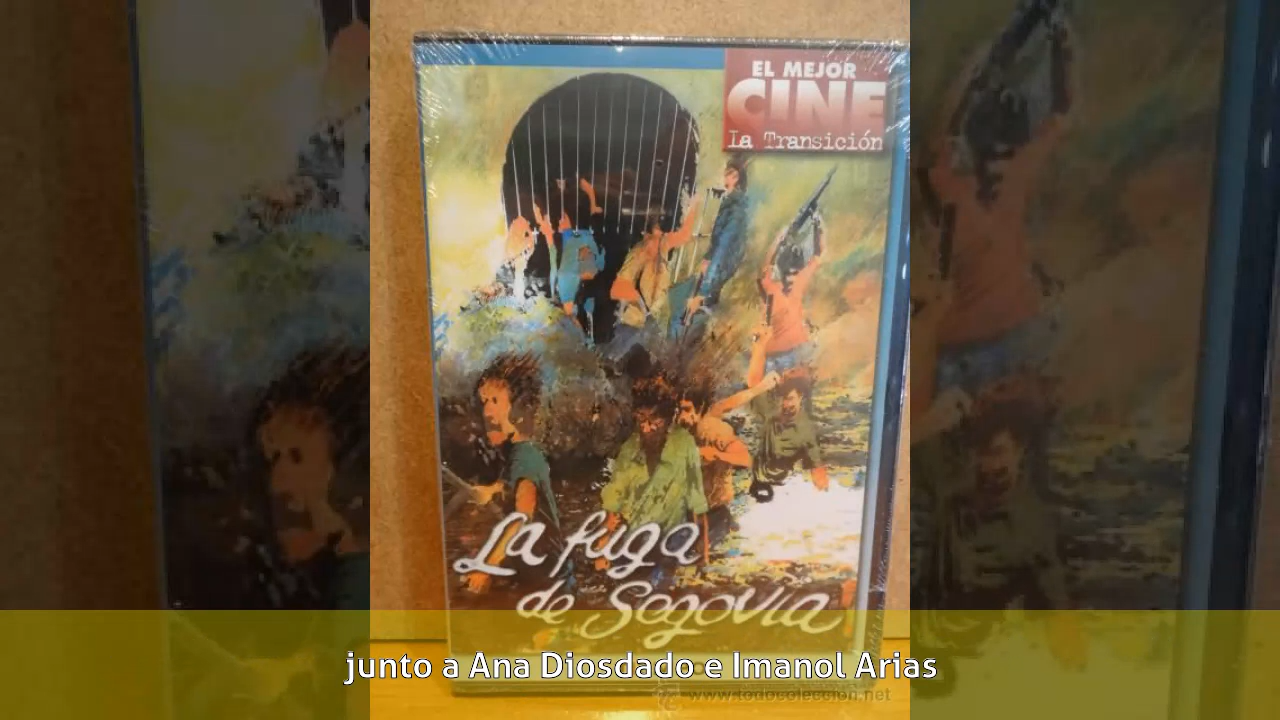 EL MEJOR
CINE
La Transición
La fuga
de Segovia
junto a Ana Diosdado e Imanol Arias
www.todocoleccion.net